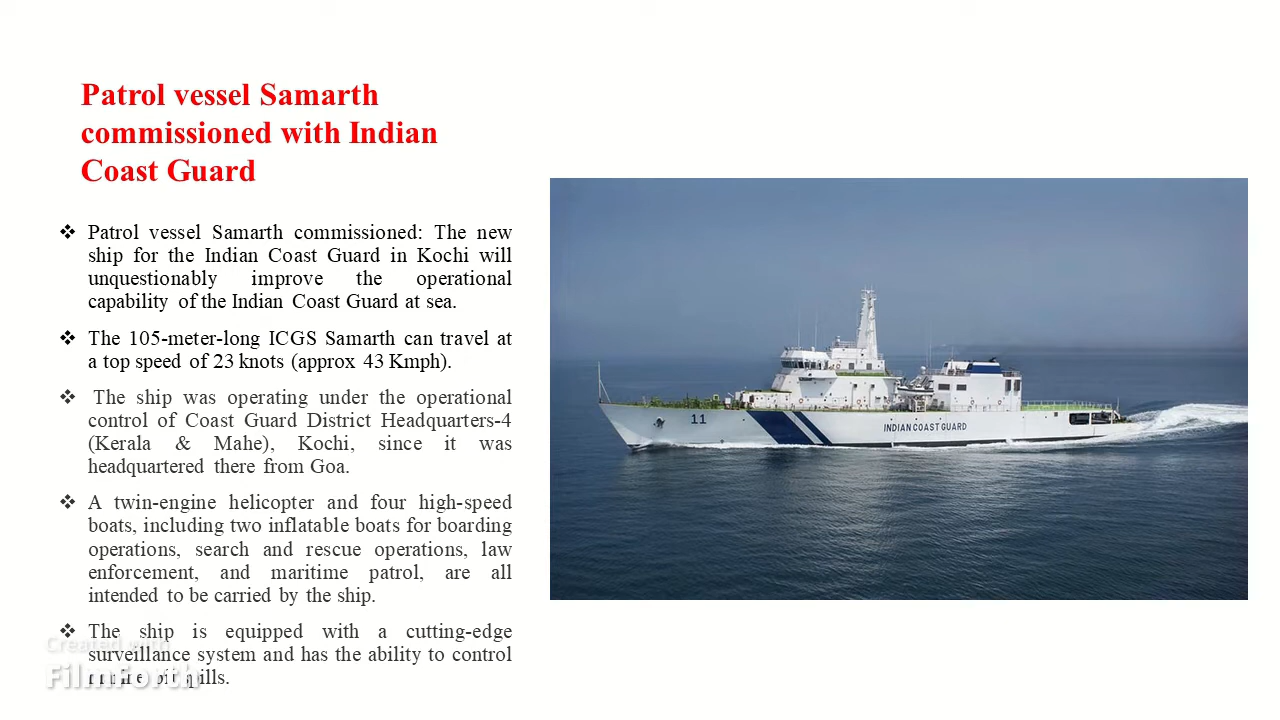 Patrol vessel Samarth
commissioned with Indian
Coast Guard
❖ Patrol vessel Samarth commissioned: The new
ship for the Indian Coast Guard in Kochi will
unquestionably improve the operational
capability of the Indian Coast Guard at sea.
❖ The 105-meter-long ICGS Samarth can travel at
a top speed of 23 knots (approx 43 Kmph).
❖ The ship was operating under the operational
control of Coast Guard District Headquarters-4
(Kerala & Mahe), Kochi, since it was
headquartered there from Goa.
❖ A twin-engine helicopter and four high-speed
boats, including two inflatable boats for boarding
operations, search and rescue operations, law
enforcement, and maritime patrol, are all
intended to be carried by the ship.
❖ The ship is equipped with a cutting-edge
surveillance system and has the ability to control
spills.
Created with
FilmForth
11
INDIAN COAST GUARD